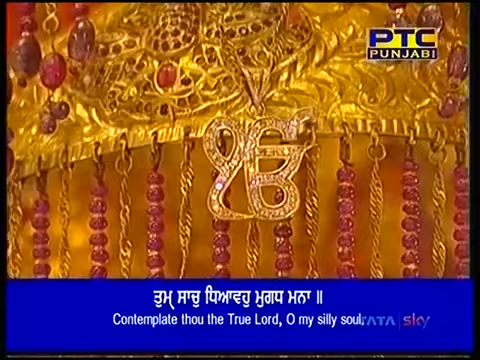 PTC
PUNJABI
ੴ
ਤੁਮ੍ ਸਾਚੁ ਧਿਆਵਹੁ ਮੁਗਧ ਮਨਾ ॥
Contemplate thou the True Lord, O my silly soul.
TATA sky